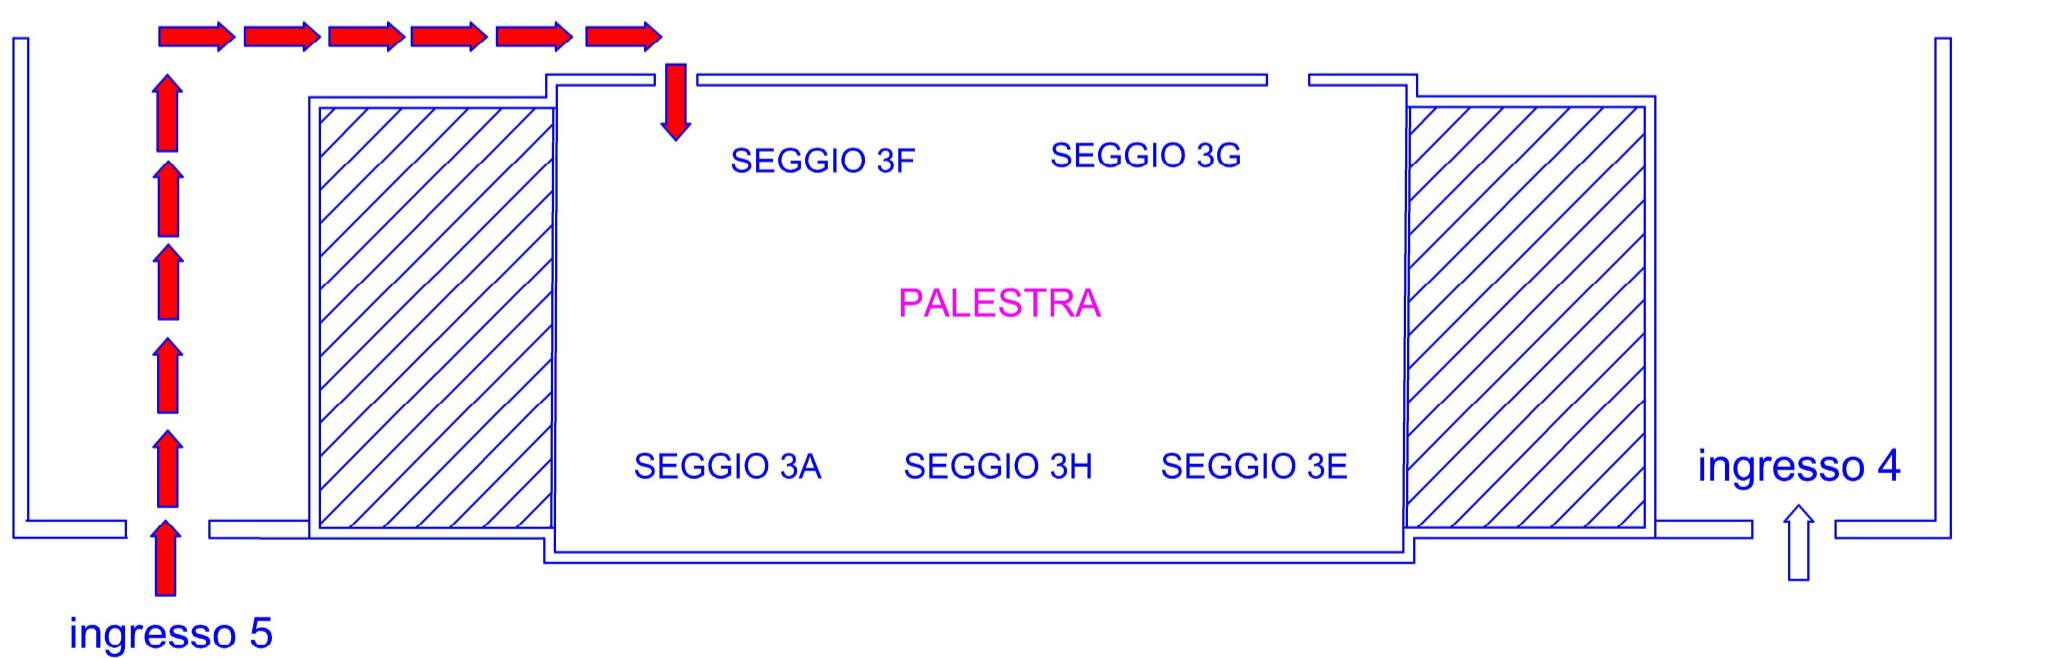 SEGGIO 3F
SEGGIO 3G
PALESTRA
SEGGIO 3A
SEGGIO 3H
SEGGIO 3E
ingresso 4
ingresso 5